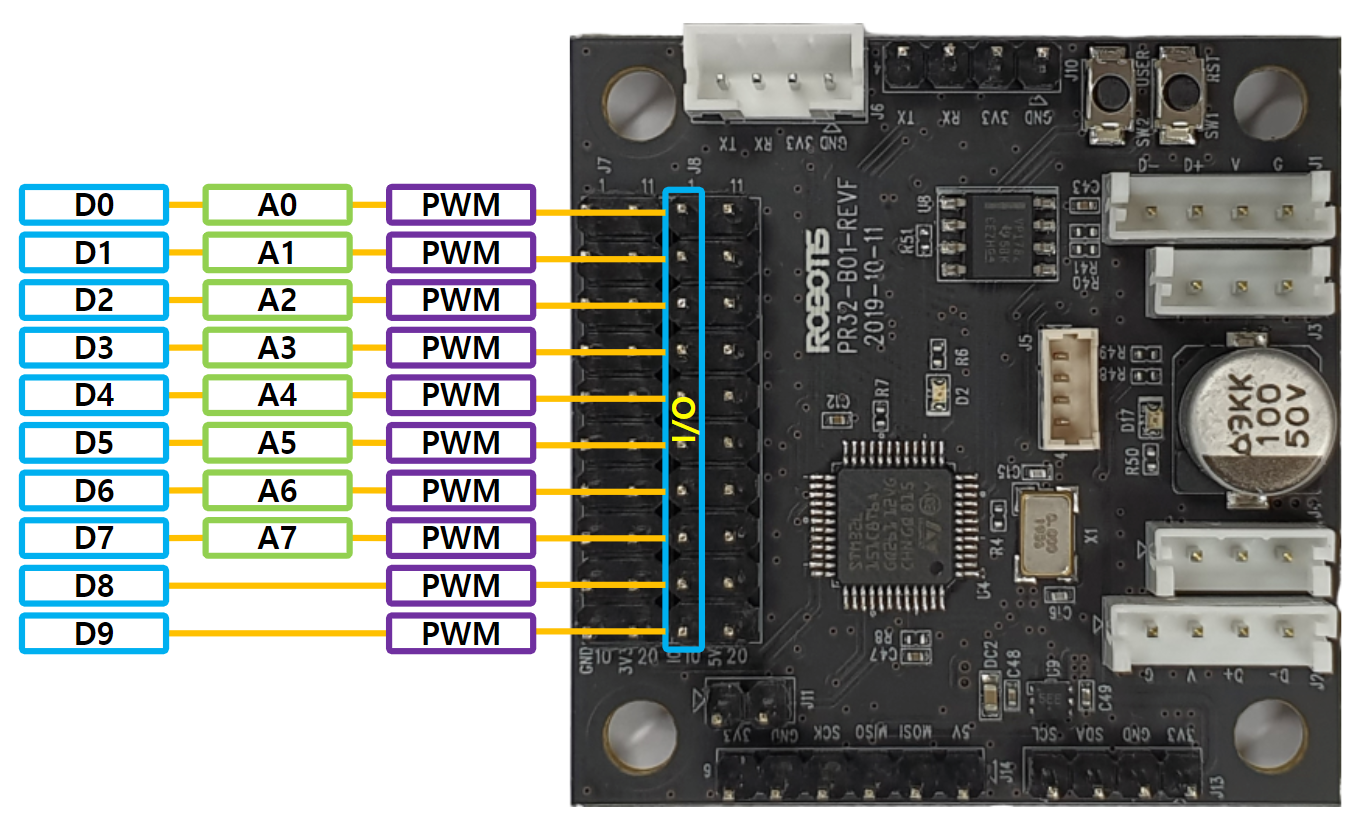 D0 A0 PWM
D1 A1 PWM
D2 A2 PWM
D3 A3 PWM
D4 A4 PWM
D5 A5 PWM
D6 A6 PWM
D7 A7 PWM
D8 PWM
D9 PWM
I/O
J7
J8
1 11 1 11
GND 10 3V3 20 IO 10 5V 20
J6
TX RX 3V3 GND
4
TX RX 3V3 GND
J10
USER
SW2
RST
SW1
D- D+ V G J1
C43
U8
R51
R41
R40
J3
ROBOTIS
PR32-B01-REVF
2019-10-11
J5
4
R6
D2
R7
C12
R49
R48
D17
R50
100
50V
C15
R4
X1
C16
U4
STM32L
R8
C47
DC2
C48
U9
C49
G V D+ D- J2
J11
3V3 GND
SCK MISO MOSI 5V
6 1 J14
SCL SDA GND 3V3
J13